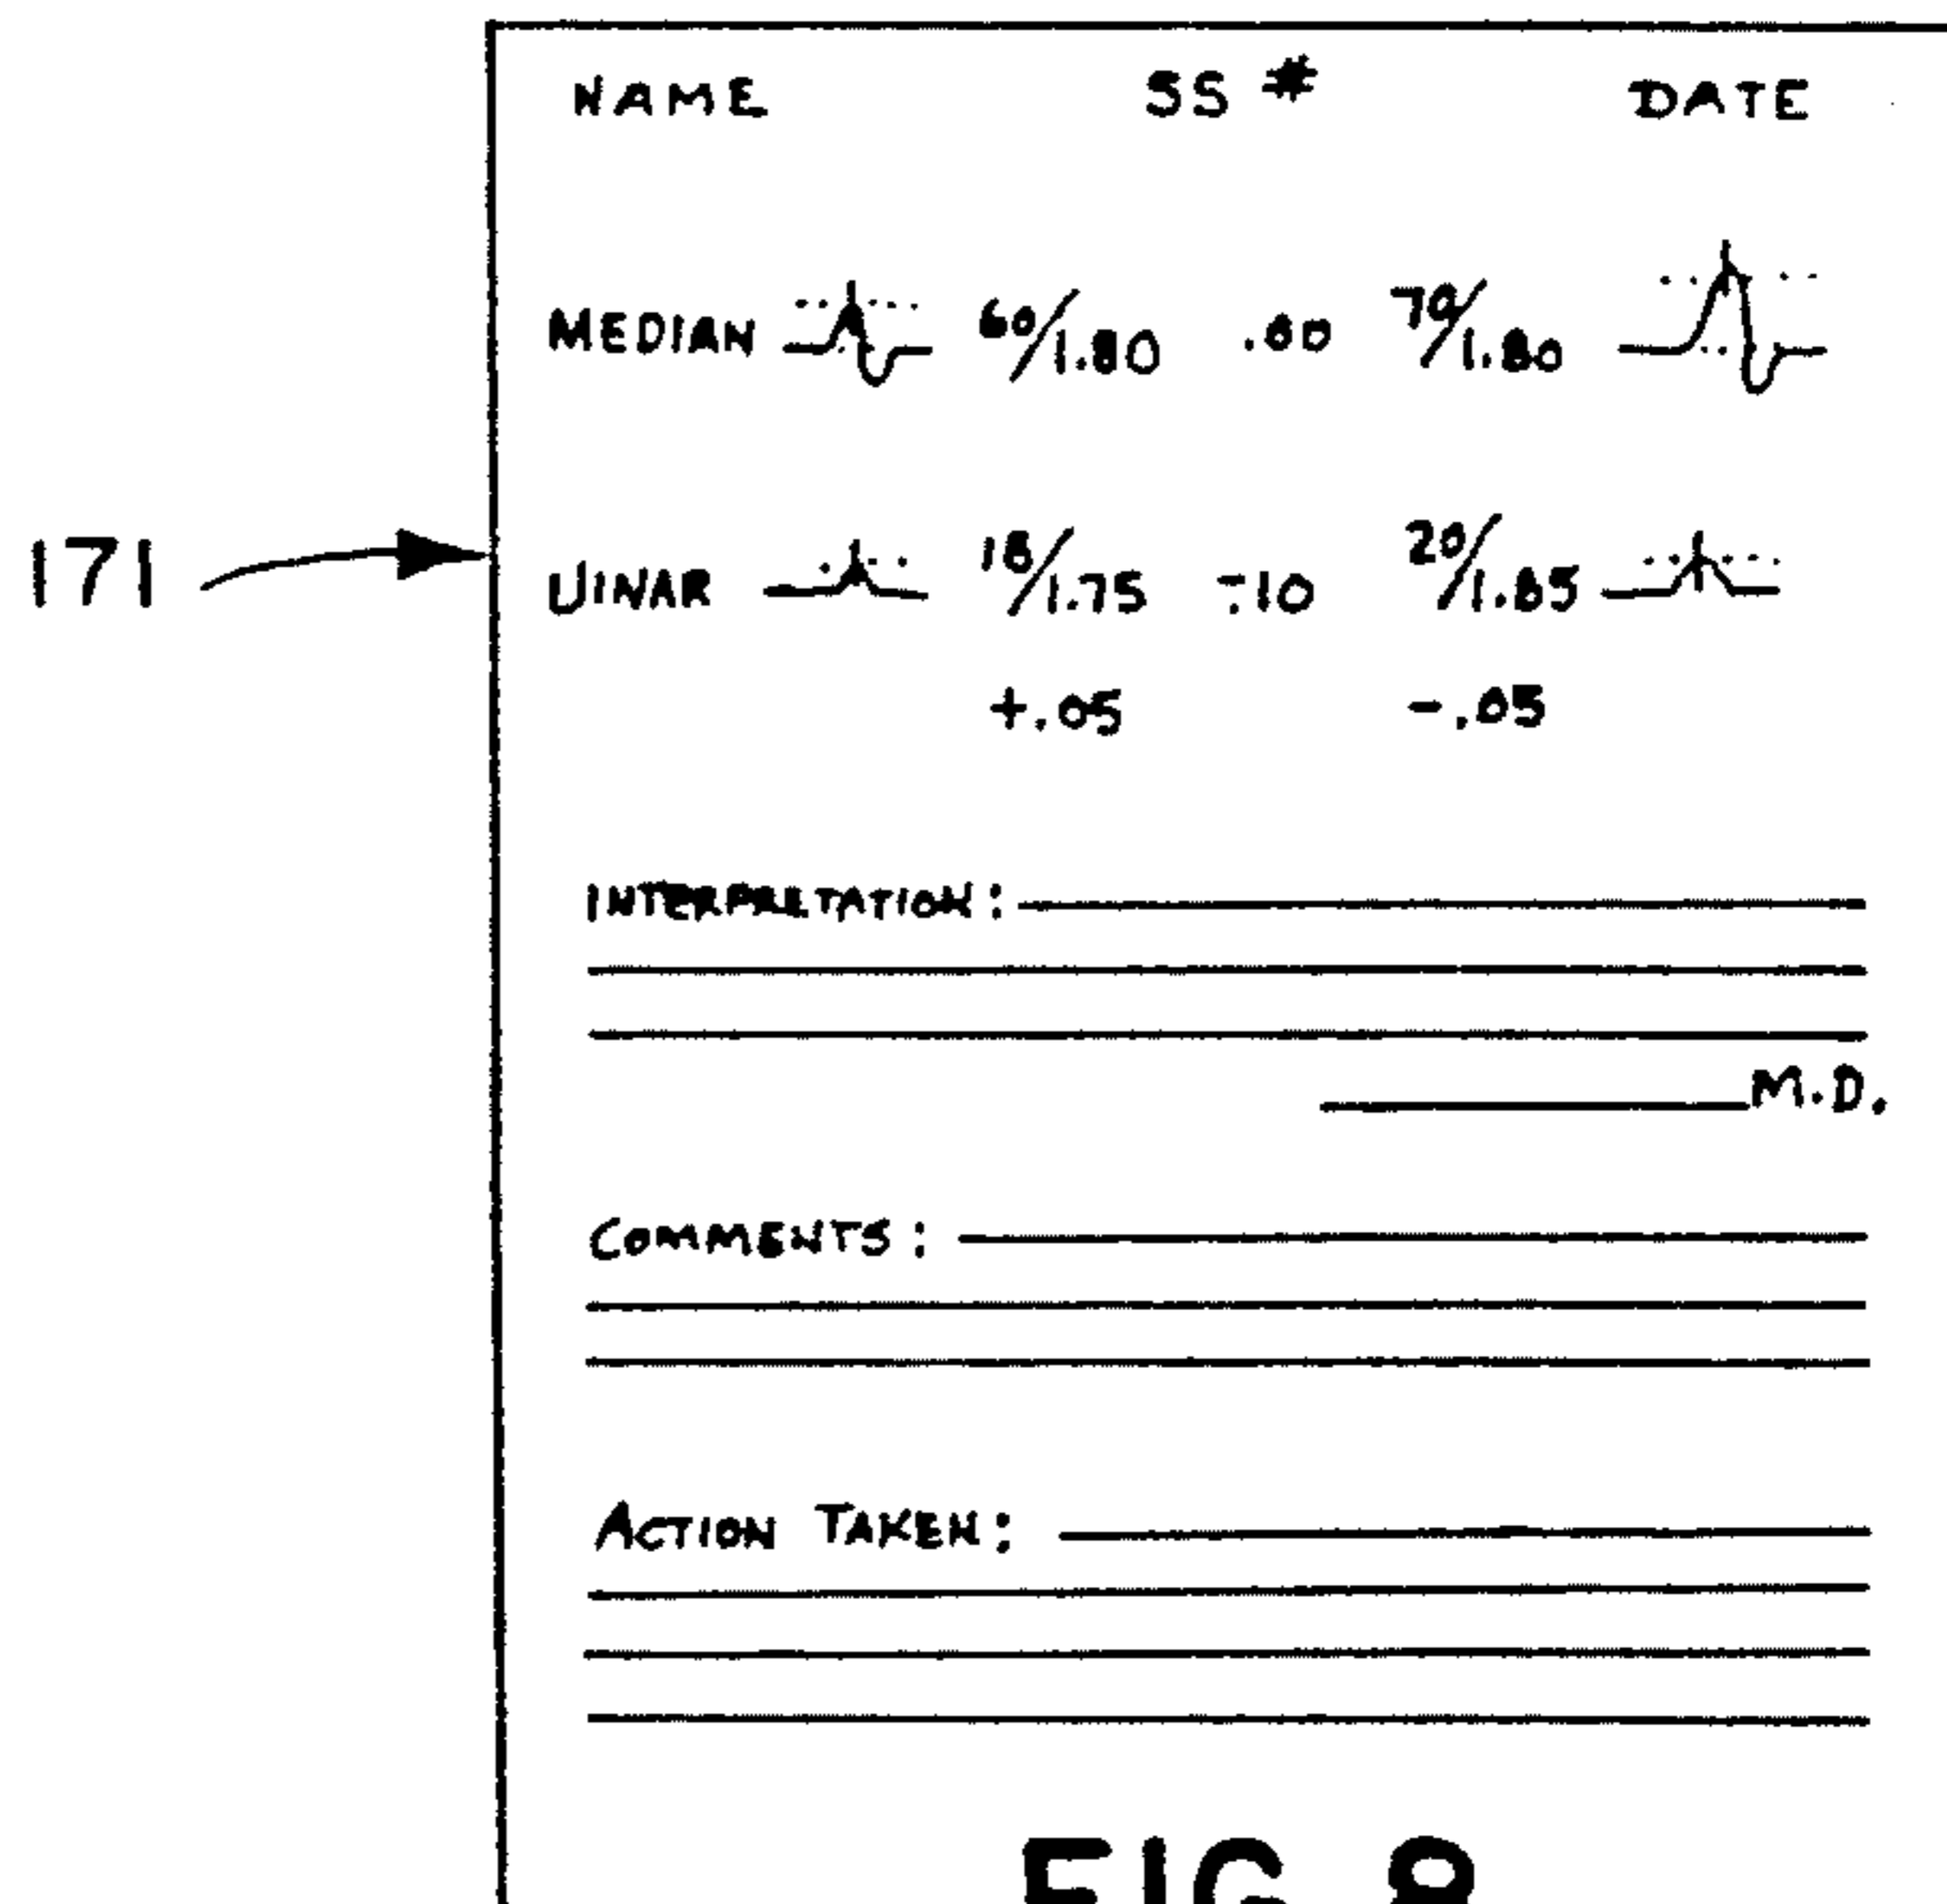 NAME SS # DATE
MEDIAN 60/1.80 .00 70/1.80
171
UINAR 18/1.75 -.10 20/1.85
+.05 -.05
INTERPRETATION:
M.D.
COMMENTS:
ACTION TAKEN:
FIG 8